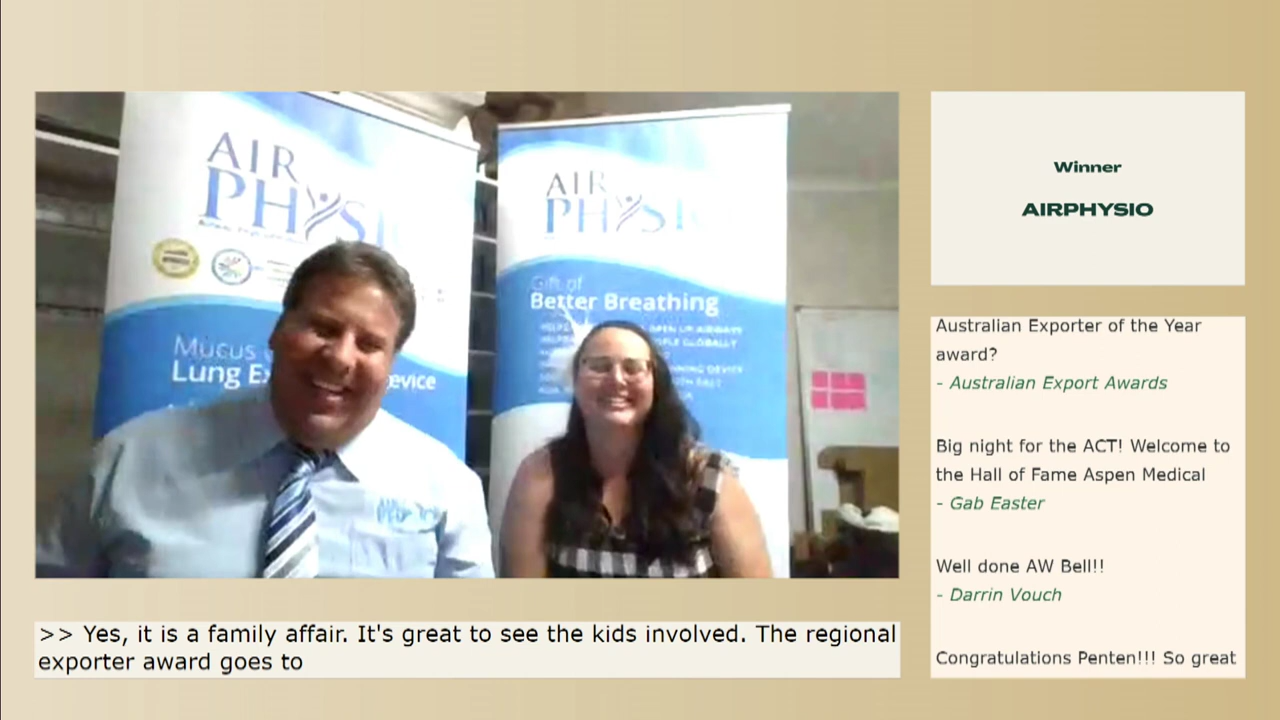 AIR
PHYSI
AIR
PHYSI
Gift of
Better Breathing
Mucus
Lung Ex
evice
Winner
AIRPHYSIO
Australian Exporter of the Year
award?
- Australian Export Awards
Big night for the ACT! Welcome to
the Hall of Fame Aspen Medical
- Gab Easter
Well done AW Bell!!
- Darrin Vouch
Congratulations Penten!!! So great
>> Yes, it is a family affair. It's great to see the kids involved. The regional
exporter award goes to